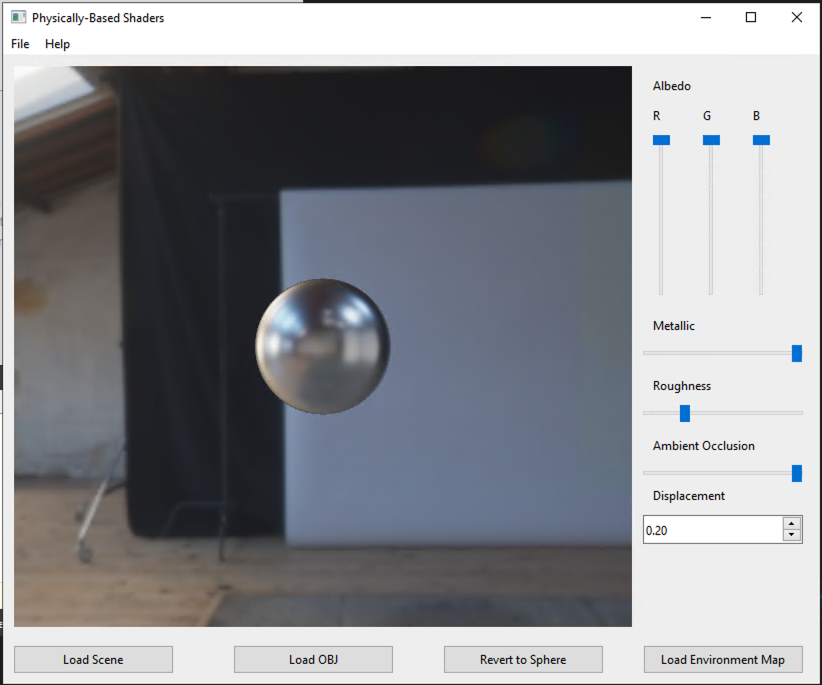 Physically-Based Shaders
File Help
Albedo
R G B
Metallic
Roughness
Ambient Occlusion
Displacement
0.20
Load Scene Load OBJ Revert to Sphere Load Environment Map